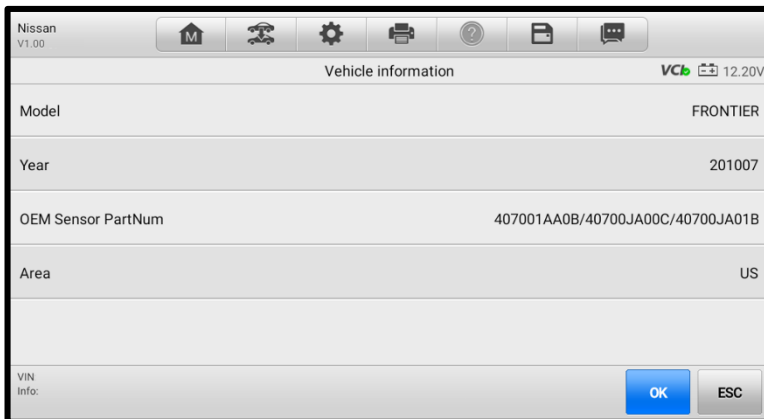 Nissan
V1.00
M
?
Vehicle information
VCI 12.20V
Model FRONTIER
Year 201007
OEM Sensor PartNum 407001AA0B/40700JA00C/40700JA01B
Area US
VIN
Info:
OK ESC